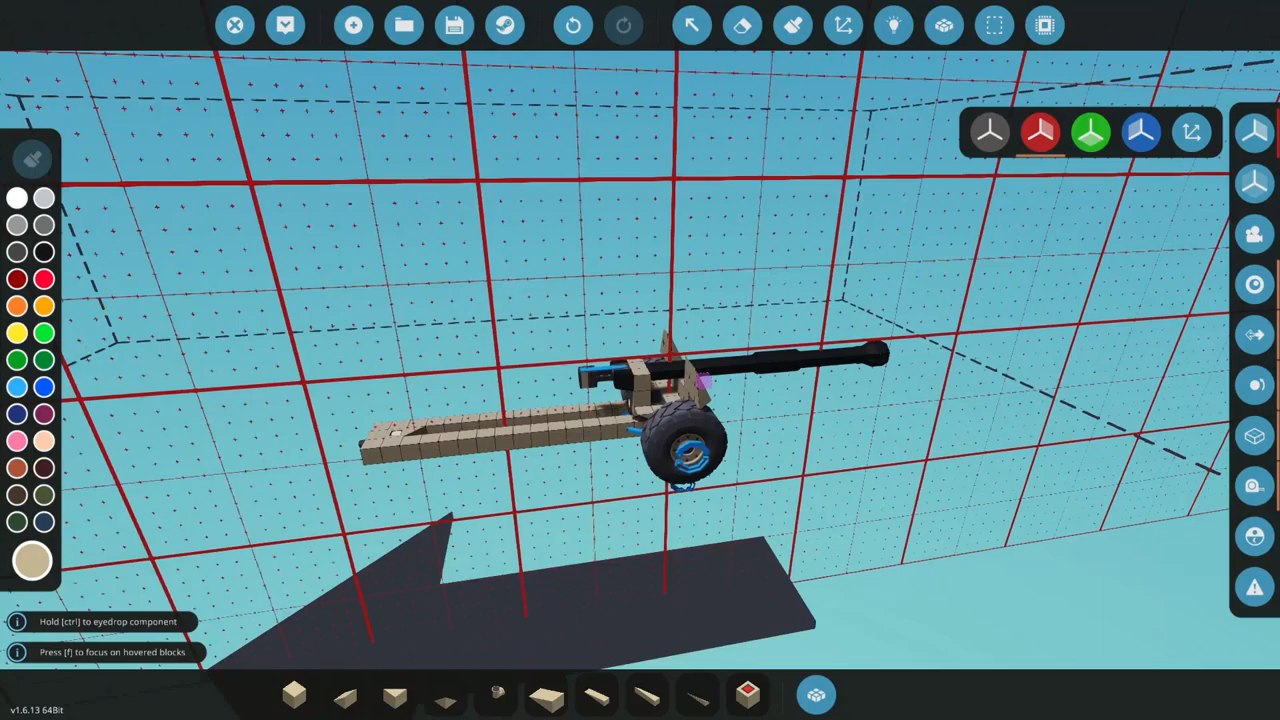 Hold [ctrl] to eyedrop component
Press [f] to focus on hovered blocks
v1.6.13 64Bit